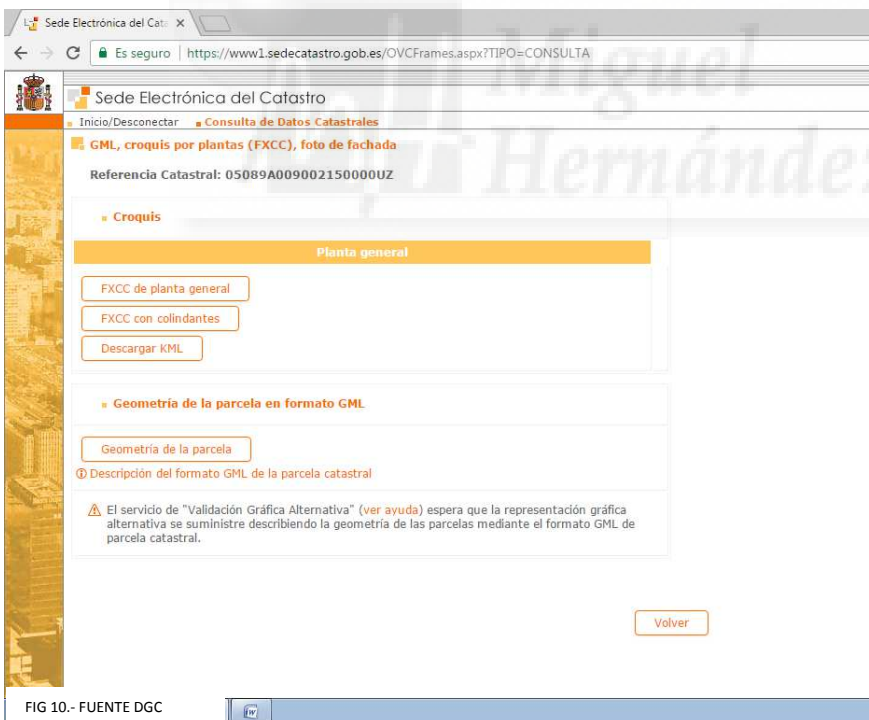 Sede Electrónica del Cat
Es seguro | https://www1.sedecatastro.gob.es/OVCFrames.aspx?TIPO=CONSULTA
Miguel
Hernández
Sede Electrónica del Catastro
Inicio/Desconectar Consulta de Datos Catastrales
GML, croquis por plantas (FXCC), foto de fachada
Referencia Catastral: 05089A009002150000UZ
Croquis
Planta general
FXCC de planta general
FXCC con colindantes
Descargar KML
Geometría de la parcela en formato GML
Geometría de la parcela
Descripción del formato GML de la parcela catastral
El servicio de "Validación Gráfica Alternativa" (ver ayuda) espera que la representación gráfica
alternativa se suministre describiendo la geometría de las parcelas mediante el formato GML de
parcela catastral.
Volver
FIG 10.- FUENTE DGC